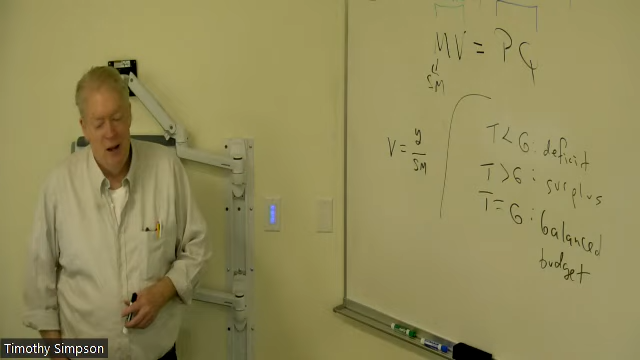 MV = PQ
SM
V = y/SM
T < G : deficit
T > G : surplus
T = G : balanced
budget
Timothy Simpson